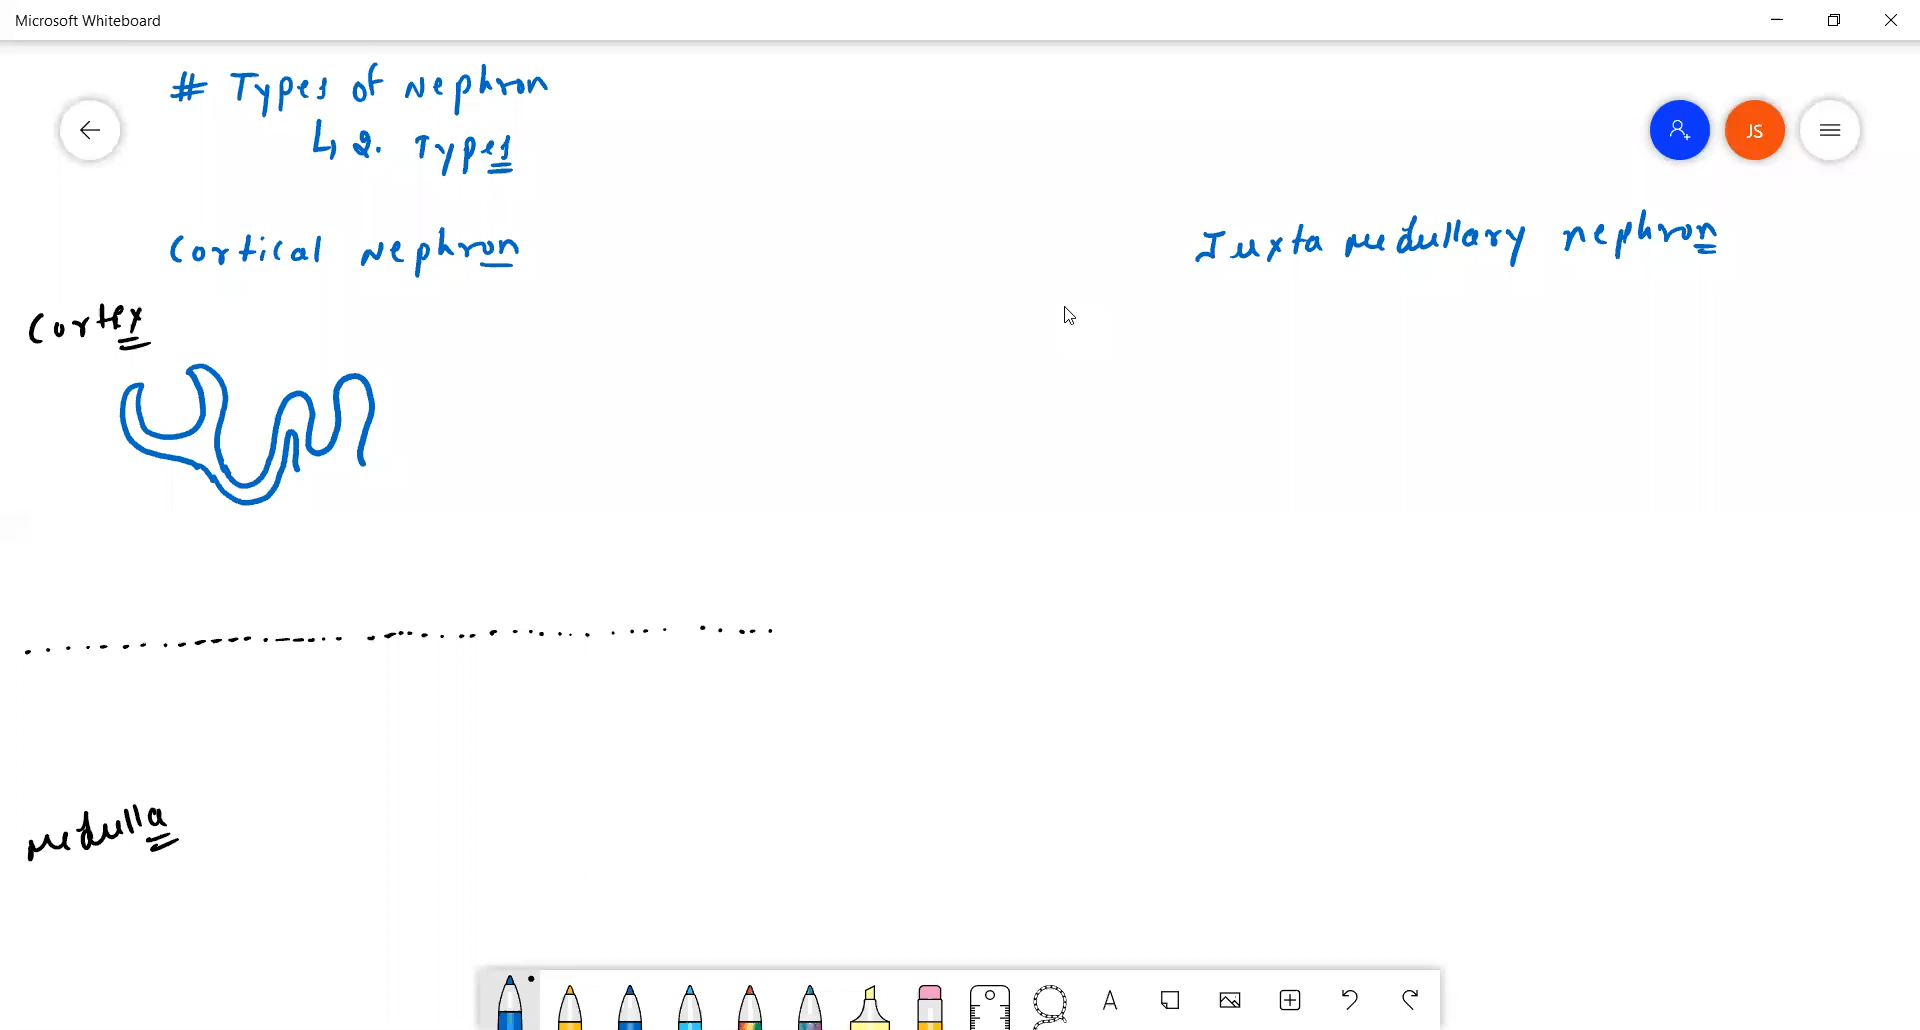 Microsoft Whiteboard
# Types of Nephron
↳ 2. Types
JS
Cortical Nephron
Juxta medullary nephron
Cortex
medulla
A